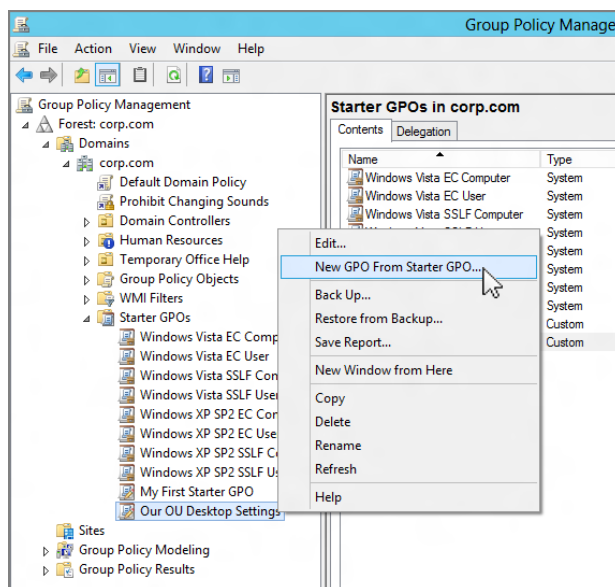 Group Policy Manage
File Action View Window Help
Group Policy Management
Forest: corp.com
Domains
corp.com
Default Domain Policy
Prohibit Changing Sounds
Domain Controllers
Human Resources
Temporary Office Help
Group Policy Objects
WMI Filters
Starter GPOs
Windows Vista EC Comp
Windows Vista EC User
Windows Vista SSLF Con
Windows Vista SSLF User
Windows XP SP2 EC Con
Windows XP SP2 EC Use
Windows XP SP2 SSLF C
Windows XP SP2 SSLF Us
My First Starter GPO
Our OU Desktop Settings
Sites
Group Policy Modeling
Group Policy Results
Starter GPOs in corp.com
Contents Delegation
Name Type
Windows Vista EC Computer System
Windows Vista EC User System
Windows Vista SSLF Computer System
System
System
System
System
System
Custom
Custom
Edit...
New GPO From Starter GPO...
Back Up...
Restore from Backup...
Save Report...
New Window from Here
Copy
Delete
Rename
Refresh
Help